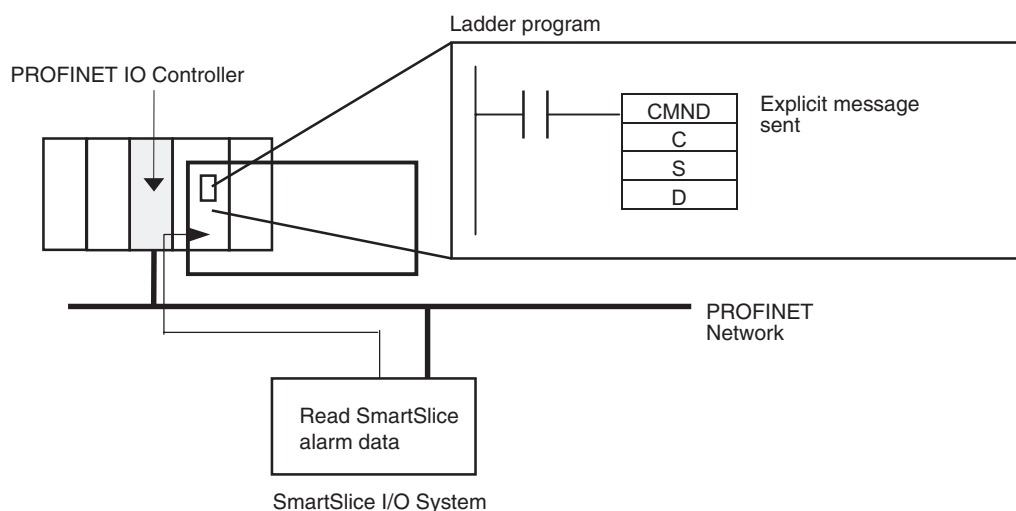 Ladder program
PROFINET IO Controller
CMND
C
S
D
Explicit message
sent
PROFINET
Network
Read SmartSlice
alarm data
SmartSlice I/O System